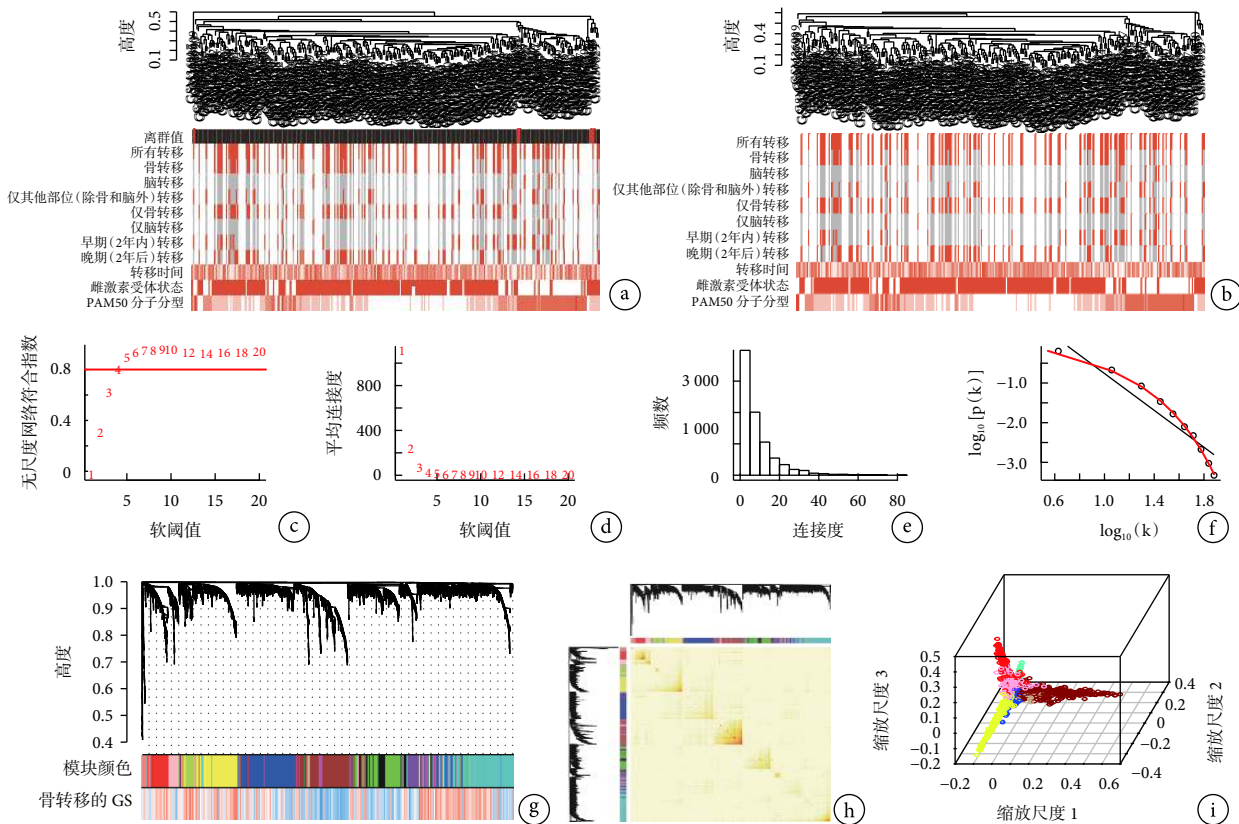 高度
0.5
0.3
0.1
离群值
所有转移
骨转移
脑转移
仅其他部位(除骨和脑外)转移
仅骨转移
仅脑转移
早期(2年内)转移
晚期(2年后)转移
转移时间
雌激素受体状态
PAM50 分子分型
a
高度
0.4
0.1
所有转移
骨转移
脑转移
仅其他部位(除骨和脑外)转移
仅骨转移
仅脑转移
早期(2年内)转移
晚期(2年后)转移
转移时间
雌激素受体状态
PAM50 分子分型
b
无尺度网络符合指数
0.8
0.4
0
1 2 3 4 5 6 7 8 9 10 12 14 16 18 20
5 10 15 20
软阈值
c
平均连接度
1000
800
400
0
1 2 3 4 5 6 7 8 9 10 12 14 16 18 20
5 10 15 20
软阈值
d
频数
3 000
1 000
0
0 20 40 60 80
连接度
e
log₁₀ [p(k)]
−1.0
−2.0
−3.0
0.6 1.0 1.4 1.8
log₁₀(k)
f
高度
1.0
0.9
0.8
0.7
0.6
0.5
0.4
模块颜色
骨转移的 GS
g
h
缩放尺度 3
0.5
0.4
0.3
0.2
0.1
0
−0.1
−0.2
−0.2 0 0.2 0.4 0.6
缩放尺度 1
0.4
0.2
0
−0.2
−0.4
缩放尺度 2
i